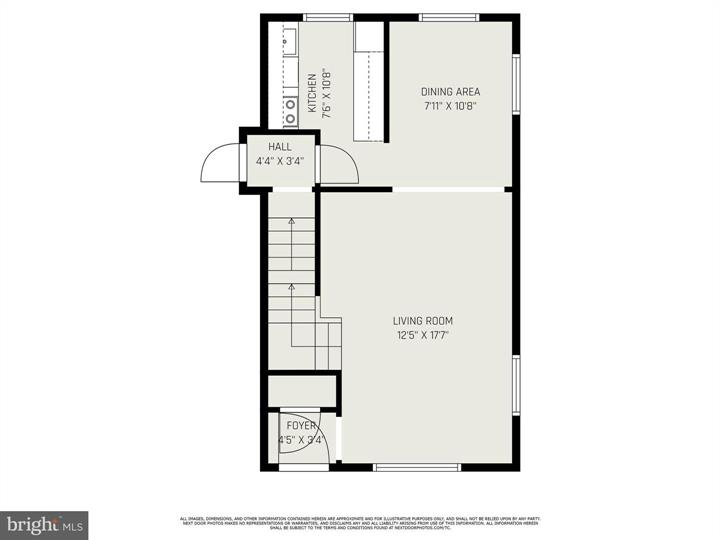 KITCHEN
7'6" X 10'8"
DINING AREA
7'11" X 10'8"
HALL
4'4" X 3'4"
LIVING ROOM
12'5" X 17'7"
FOYER
4'5" X 3'4"
ALL IMAGES, DIMENSIONS, AND OTHER INFORMATION CONTAINED HEREIN ARE APPROXIMATE AND FOR ILLUSTRATIVE PURPOSES ONLY, AND SHALL NOT BE RELIED UPON BY ANY PARTY.
NEXT DOOR PHOTOS MAKES NO REPRESENTATIONS OR WARRANTIES, AND DISCLAIMS ANY AND ALL LIABILITY ARISING FROM USE OF THIS INFORMATION. USE OF INFORMATION CONTAINED HEREIN
SHALL BE SUBJECT TO THE TERMS AND CONDITIONS FOUND AT NEXTDOORPHOTOS.COM/TC.
bright MLS